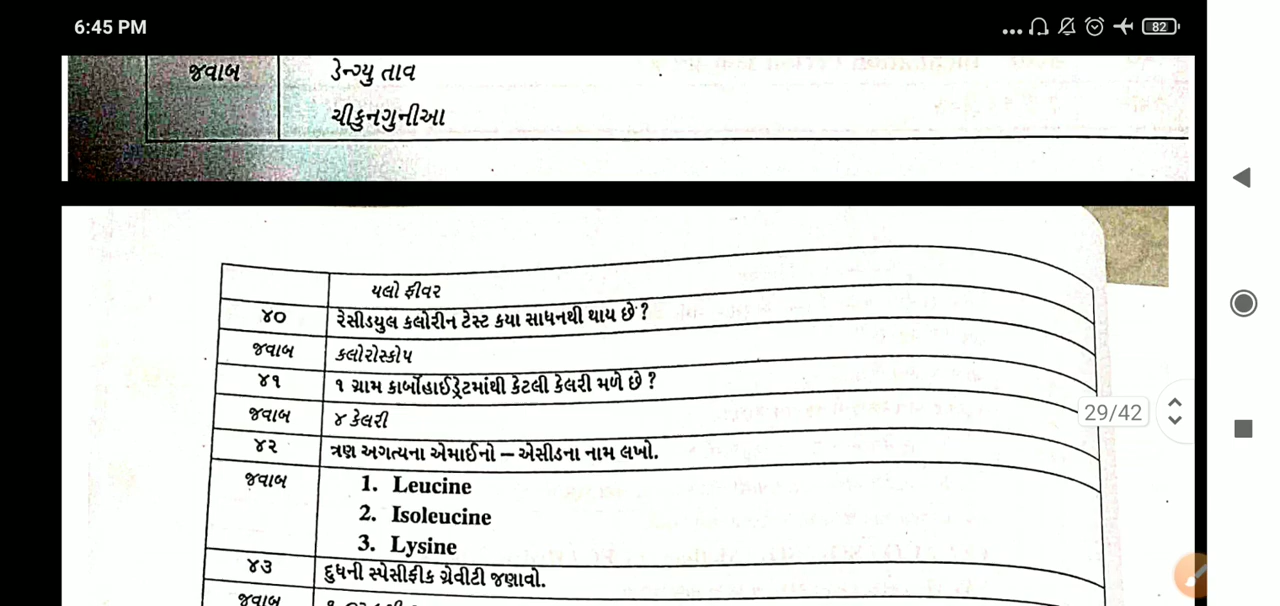 6:45 PM
82
જવાબ
ડેન્ગ્યુ તાવ
ચીકુનગુનીઆ
યલો ફીવર
૪૦ રેસીડયુલ કલોરીન ટેસ્ટ કયા સાધનથી થાય છે ?
જવાબ કલોરોસ્કોપ
૪૧ ૧ ગ્રામ કાર્બોહાઈડ્રેટમાંથી કેટલી કેલરી મળે છે ?
જવાબ ૪ કેલરી
29/42
૪૨ ત્રણ અગત્યના એમાઈનો – એસીડના નામ લખો.
જવાબ 1. Leucine
2. Isoleucine
3. Lysine
૪૩ દુધની સ્પેસીફીક ગ્રેવીટી જણાવો.
જવાબ